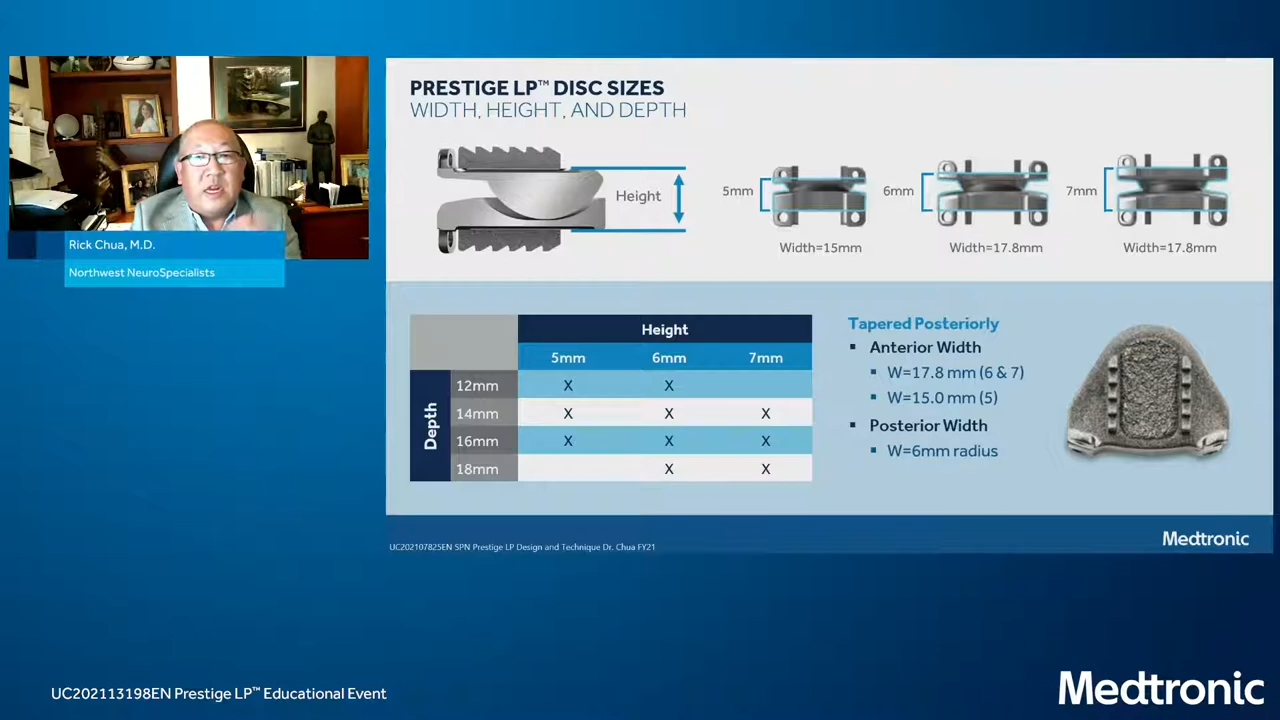 Rick Chua, M.D.
Northwest NeuroSpecialists
PRESTIGE LP™ DISC SIZES
WIDTH, HEIGHT, AND DEPTH
Height
5mm
Width=15mm
6mm
Width=17.8mm
7mm
Width=17.8mm
Height
5mm 6mm 7mm
Depth
12mm X X
14mm X X X
16mm X X X
18mm X X
Tapered Posteriorly
▪ Anterior Width
▪ W=17.8 mm (6 & 7)
▪ W=15.0 mm (5)
▪ Posterior Width
▪ W=6mm radius
Medtronic
UC202107825EN SPN Prestige LP Design and Technique Dr. Chua FY21
UC202113198EN Prestige LP™ Educational Event
Medtronic